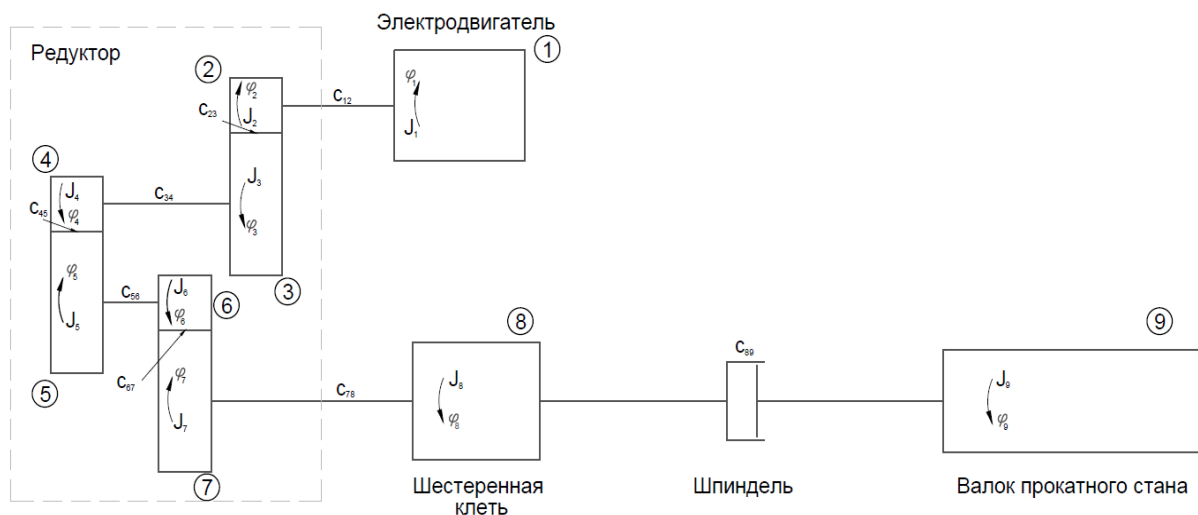 Электродвигатель
1
Редуктор
2
φ₁
φ₂
C₁₂
C₂₃
J₂
J₁
4
J₃
J₄
C₃₄
C₄₅
φ₄
φ₃
φ₅
C₅₆
J₆
6
3
8
9
J₅
φ₆
C₈₉
5
C₆₇
φ₇
C₇₈
J₈
J₉
J₇
φ₈
φ₉
7
Шестеренная
клеть
Шпиндель
Валок прокатного стана